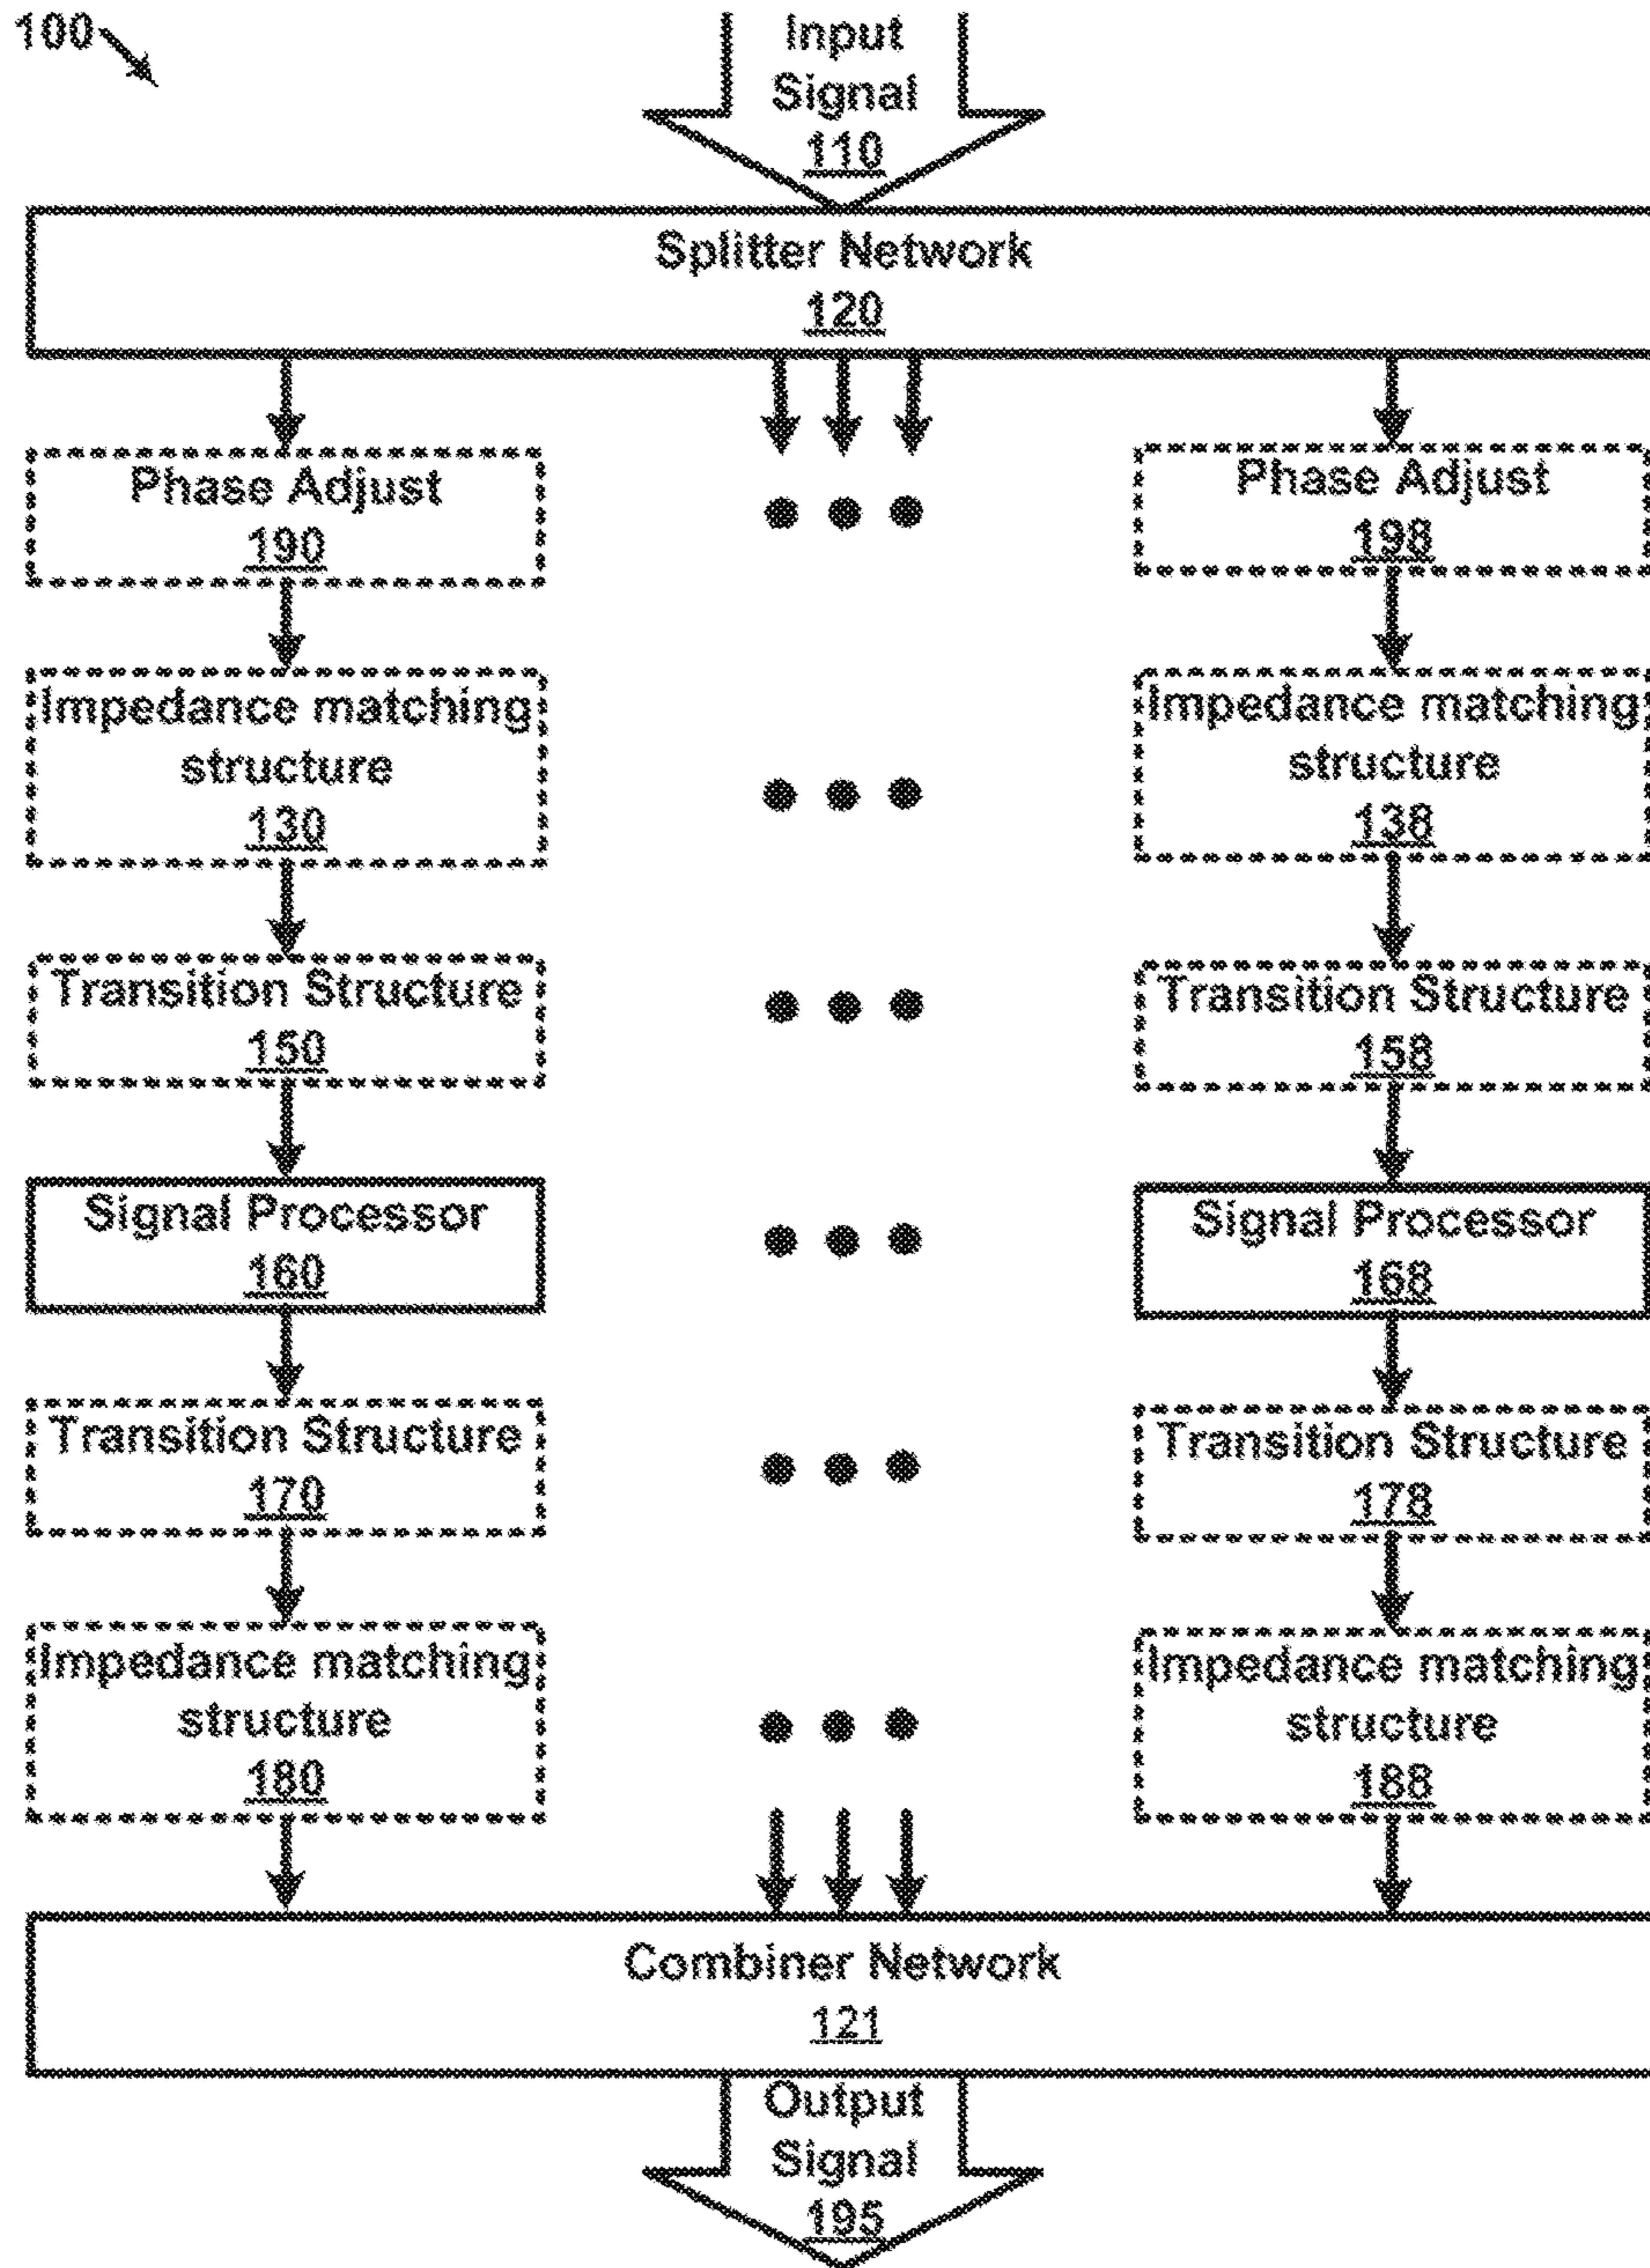 100
Input
Signal
110
Splitter Network
120
Phase Adjust
190
Phase Adjust
198
Impedance matching
structure
130
Impedance matching
structure
138
Transition Structure
150
Transition Structure
158
Signal Processor
160
Signal Processor
168
Transition Structure
170
Transition Structure
178
Impedance matching
structure
180
Impedance matching
structure
188
Combiner Network
121
Output
Signal
195